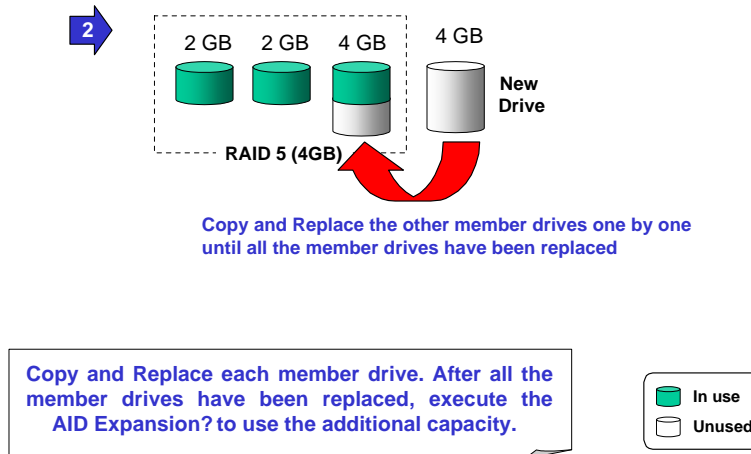 2
2 GB 2 GB 4 GB 4 GB
New
Drive
RAID 5 (4GB)
Copy and Replace the other member drives one by one
until all the member drives have been replaced
Copy and Replace each member drive. After all the
member drives have been replaced, execute the
AID Expansion? to use the additional capacity.
In use
Unused